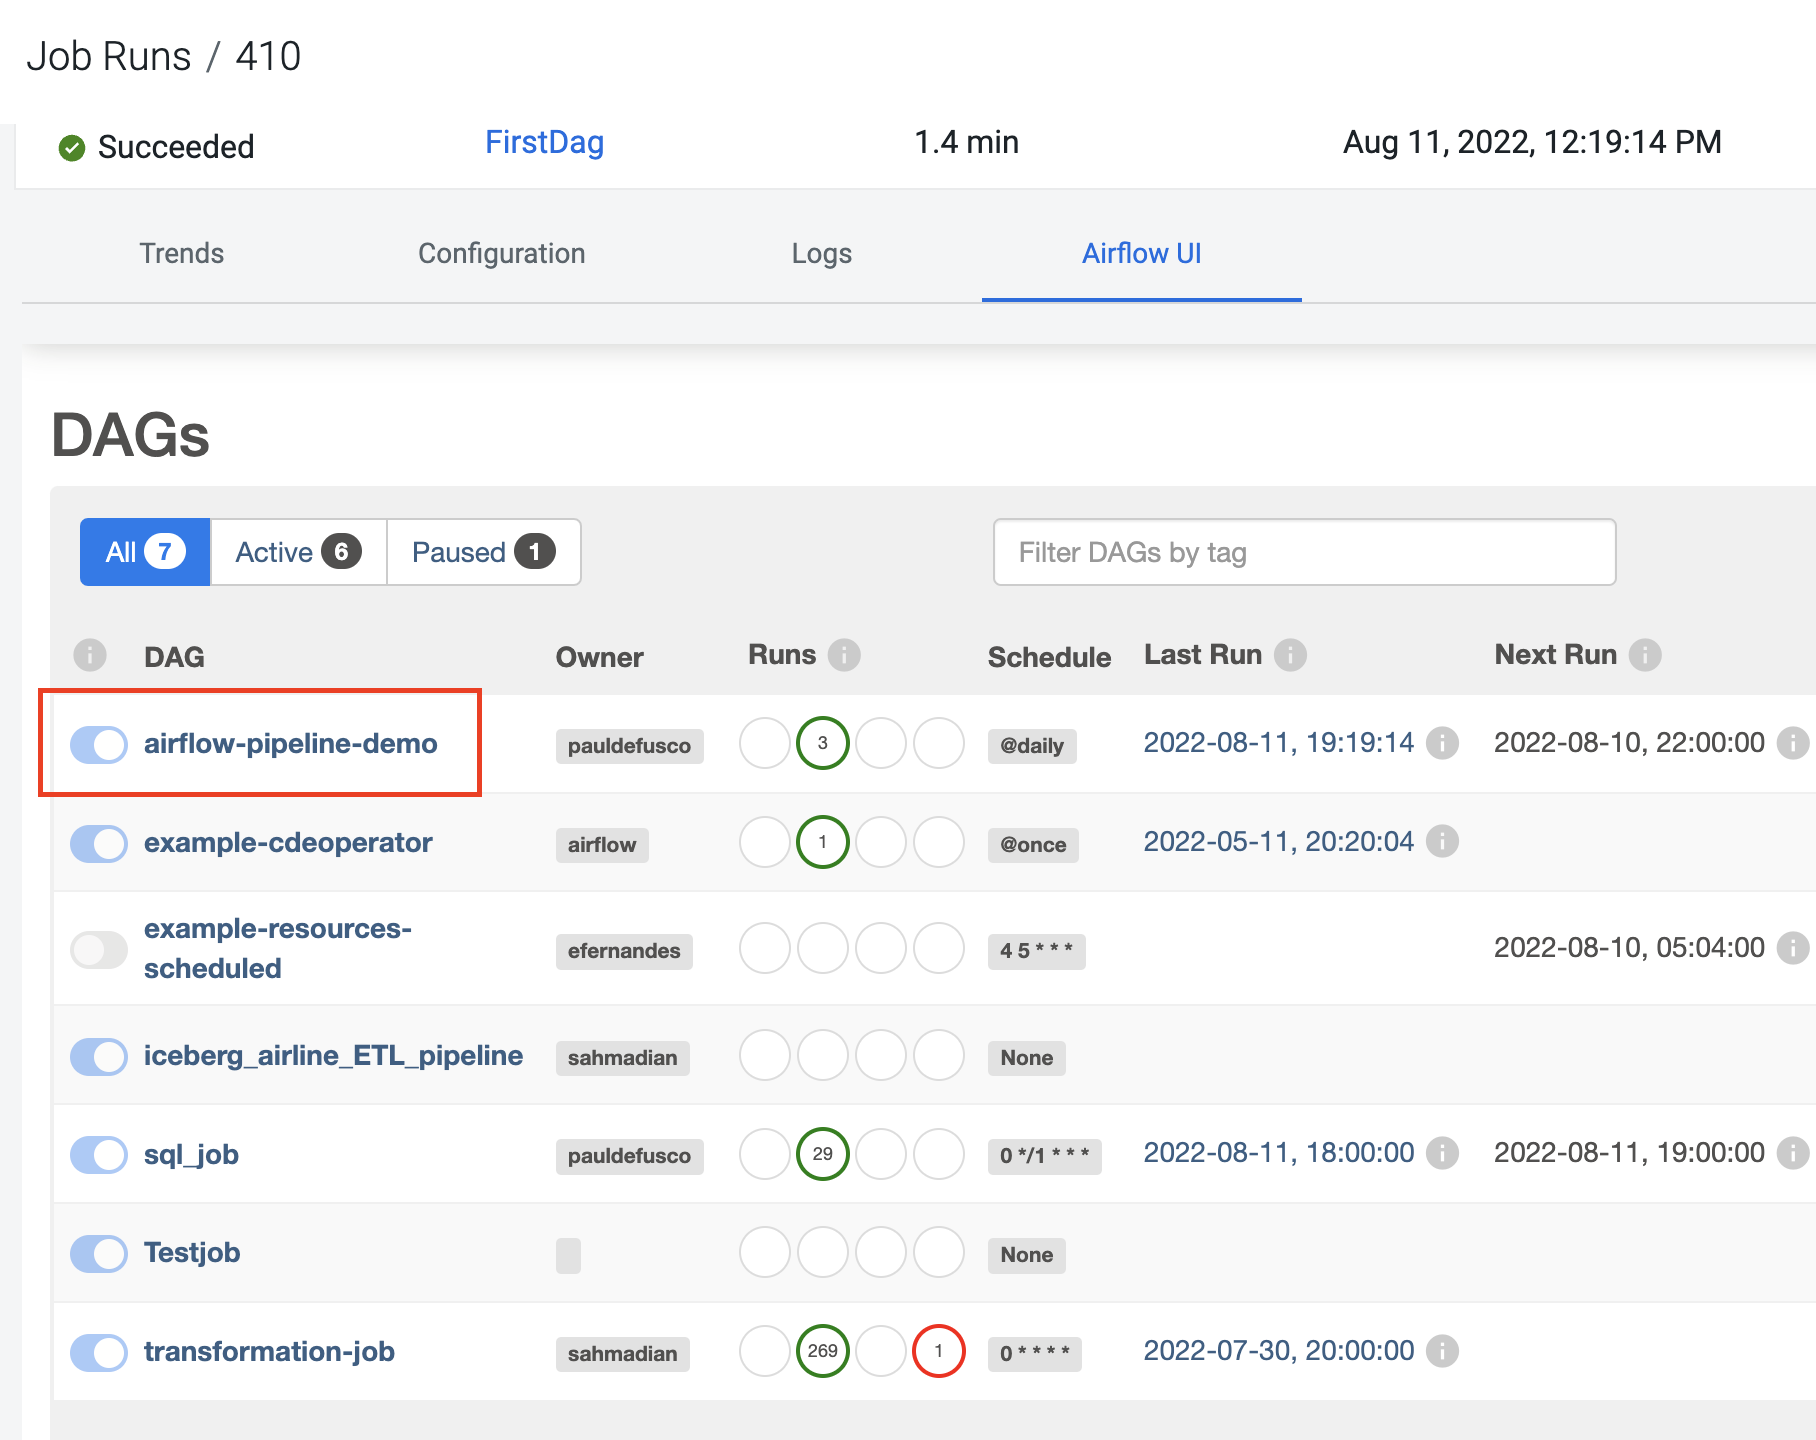 Job Runs / 410
Succeeded FirstDag 1.4 min Aug 11, 2022, 12:19:14 PM
Trends Configuration Logs Airflow UI
DAGs
All 7 Active 6 Paused 1 Filter DAGs by tag
i DAG Owner Runs i Schedule Last Run i Next Run i
airflow-pipeline-demo pauldefusco 3 @daily 2022-08-11, 19:19:14 i 2022-08-10, 22:00:00 i
example-cdeoperator airflow 1 @once 2022-05-11, 20:20:04 i
example-resources-
scheduled efernandes 4 5 * * * 2022-08-10, 05:04:00 i
iceberg_airline_ETL_pipeline sahmadian None
sql_job pauldefusco 29 0 */1 * * * 2022-08-11, 18:00:00 i 2022-08-11, 19:00:00 i
Testjob None
transformation-job sahmadian 269 1 0 * * * * 2022-07-30, 20:00:00 i